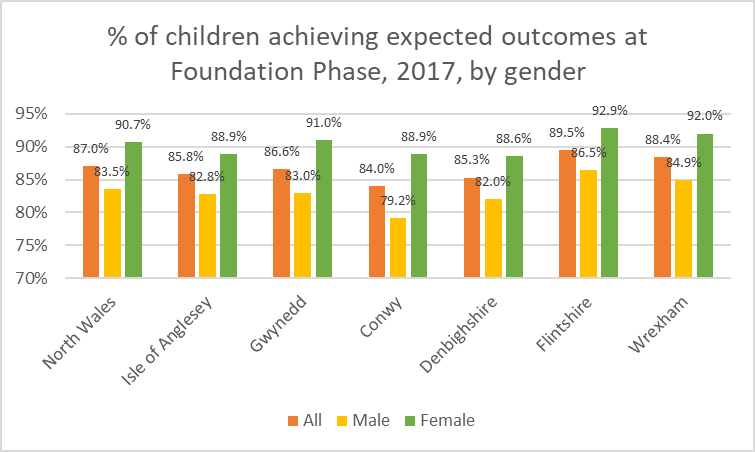 % of children achieving expected outcomes at
Foundation Phase, 2017, by gender
95%
90%
85%
80%
75%
70%
87.0%
83.5%
90.7%
85.8%
82.8%
88.9%
86.6%
83.0%
91.0%
84.0%
79.2%
88.9%
85.3%
82.0%
88.6%
89.5%
86.5%
92.9%
88.4%
84.9%
92.0%
North Wales
Isle of Anglesey
Gwynedd
Conwy
Denbighshire
Flintshire
Wrexham
All
Male
Female